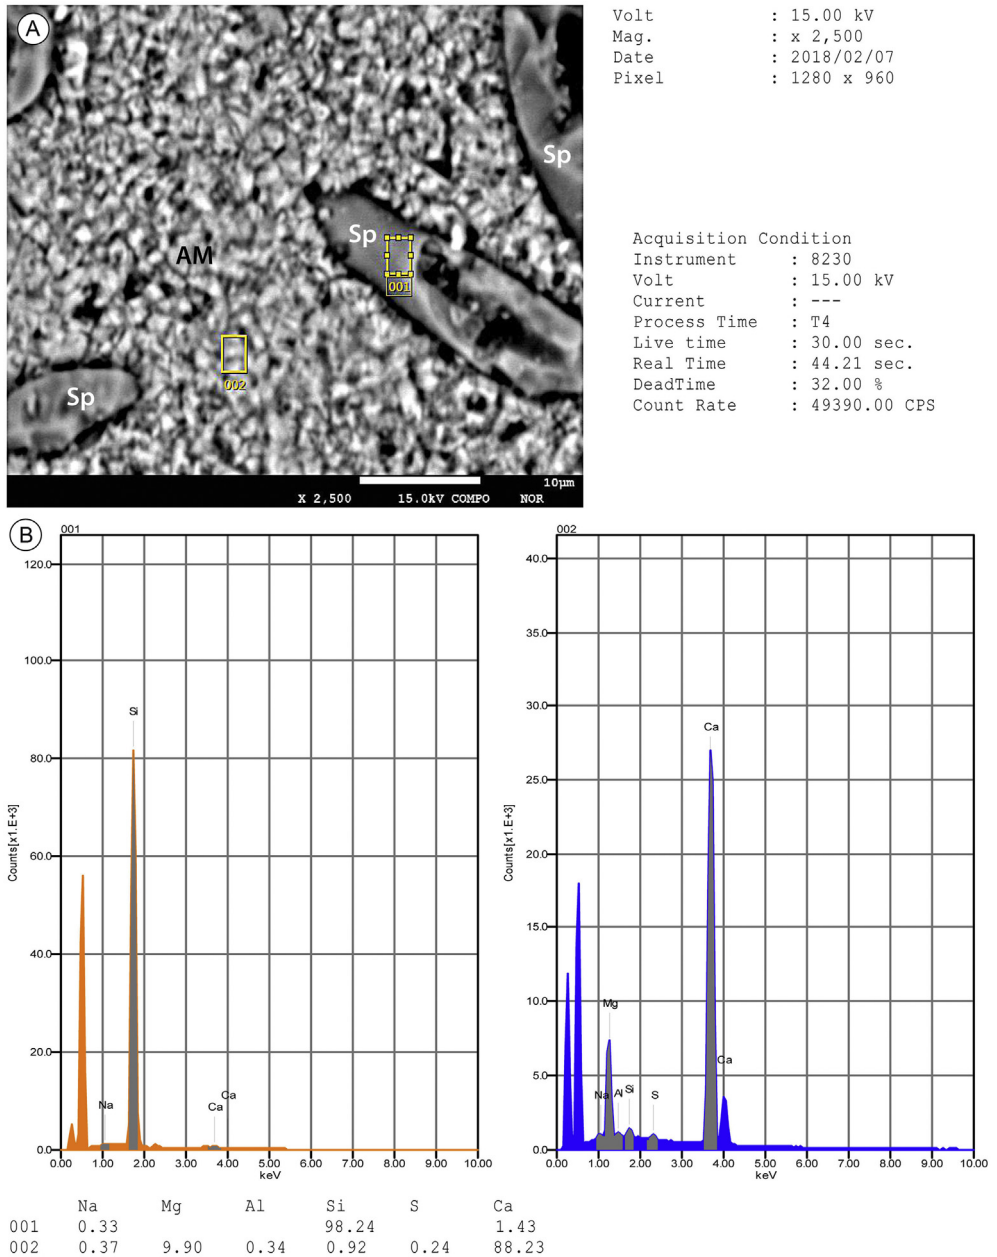 A
Volt : 15.00 kV
Mag. : x 2,500
Date : 2018/02/07
Pixel : 1280 x 960
Sp
Sp
AM
001
002
Sp
Acquisition Condition
Instrument : 8230
Volt : 15.00 kV
Current : ---
Process Time : T4
Live time : 30.00 sec.
Real Time : 44.21 sec.
DeadTime : 32.00 %
Count Rate : 49390.00 CPS
10μm
X 2,500 15.0kV COMPO NOR
B
001
120.0
100.0
80.0
60.0
40.0
20.0
0.0
Counts[x1.E+3]
Si
Na
Ca
Ca
0.00 1.00 2.00 3.00 4.00 5.00 6.00 7.00 8.00 9.00 10.00
keV
002
40.0
35.0
30.0
25.0
20.0
15.0
10.0
5.0
0.0
Counts[x1.E+3]
Ca
Mg
Ca
Na
Al
Si
S
0.00 1.00 2.00 3.00 4.00 5.00 6.00 7.00 8.00 9.00 10.00
keV
Na Mg Al Si S Ca
001 0.33 98.24 1.43
002 0.37 9.90 0.34 0.92 0.24 88.23